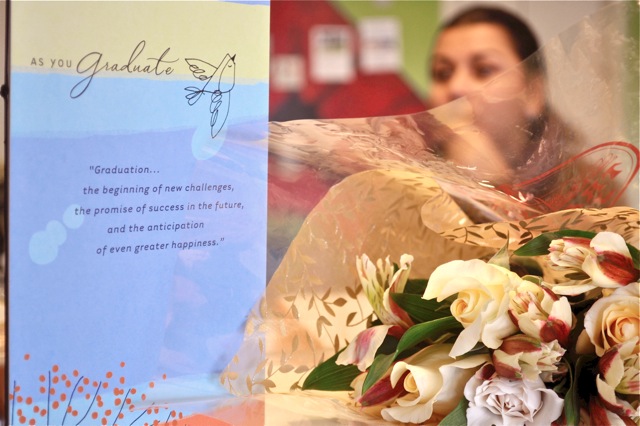 AS YOU Graduate
"Graduation...
the beginning of new challenges,
the promise of success in the future,
and the anticipation
of even greater happiness."